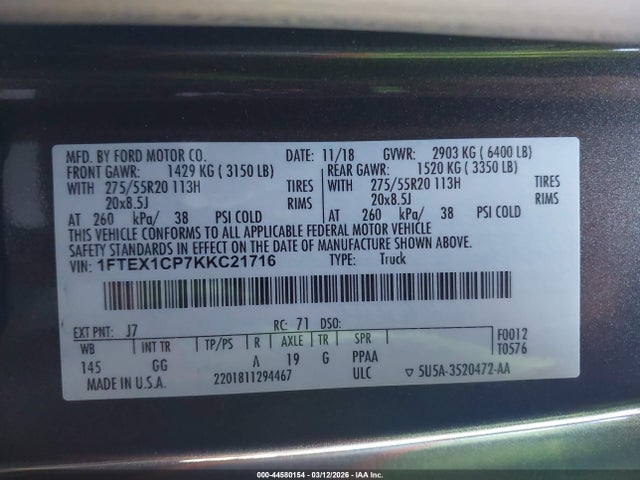 MFD. BY FORD MOTOR CO. DATE: 11/18 GVWR: 2903 KG ( 6400 LB)
FRONT GAWR: 1429 KG ( 3150 LB) REAR GAWR: 1520 KG ( 3350 LB)
WITH 275/55R20 113H TIRES WITH 275/55R20 113H TIRES
20x8.5J RIMS 20x8.5J RIMS
AT 260 kPa/ 38 PSI COLD AT 260 kPa/ 38 PSI COLD
THIS VEHICLE CONFORMS TO ALL APPLICABLE FEDERAL MOTOR VEHICLE
SAFETY STANDARDS IN EFFECT ON THE DATE OF MANUFACTURE SHOWN ABOVE.
VIN: 1FTEX1CP7KKC21716 TYPE: Truck
EXT PNT: J7 RC: 71 DSO: F0012
WB INT TR TP/PS R AXLE TR SPR T0576
145 GG A 19 G PPAA
MADE IN U.S.A. 2201811294467 ULC ▽ 5U5A-3520472-AA
000-44580154 - 03/12/2026 - IAA Inc.